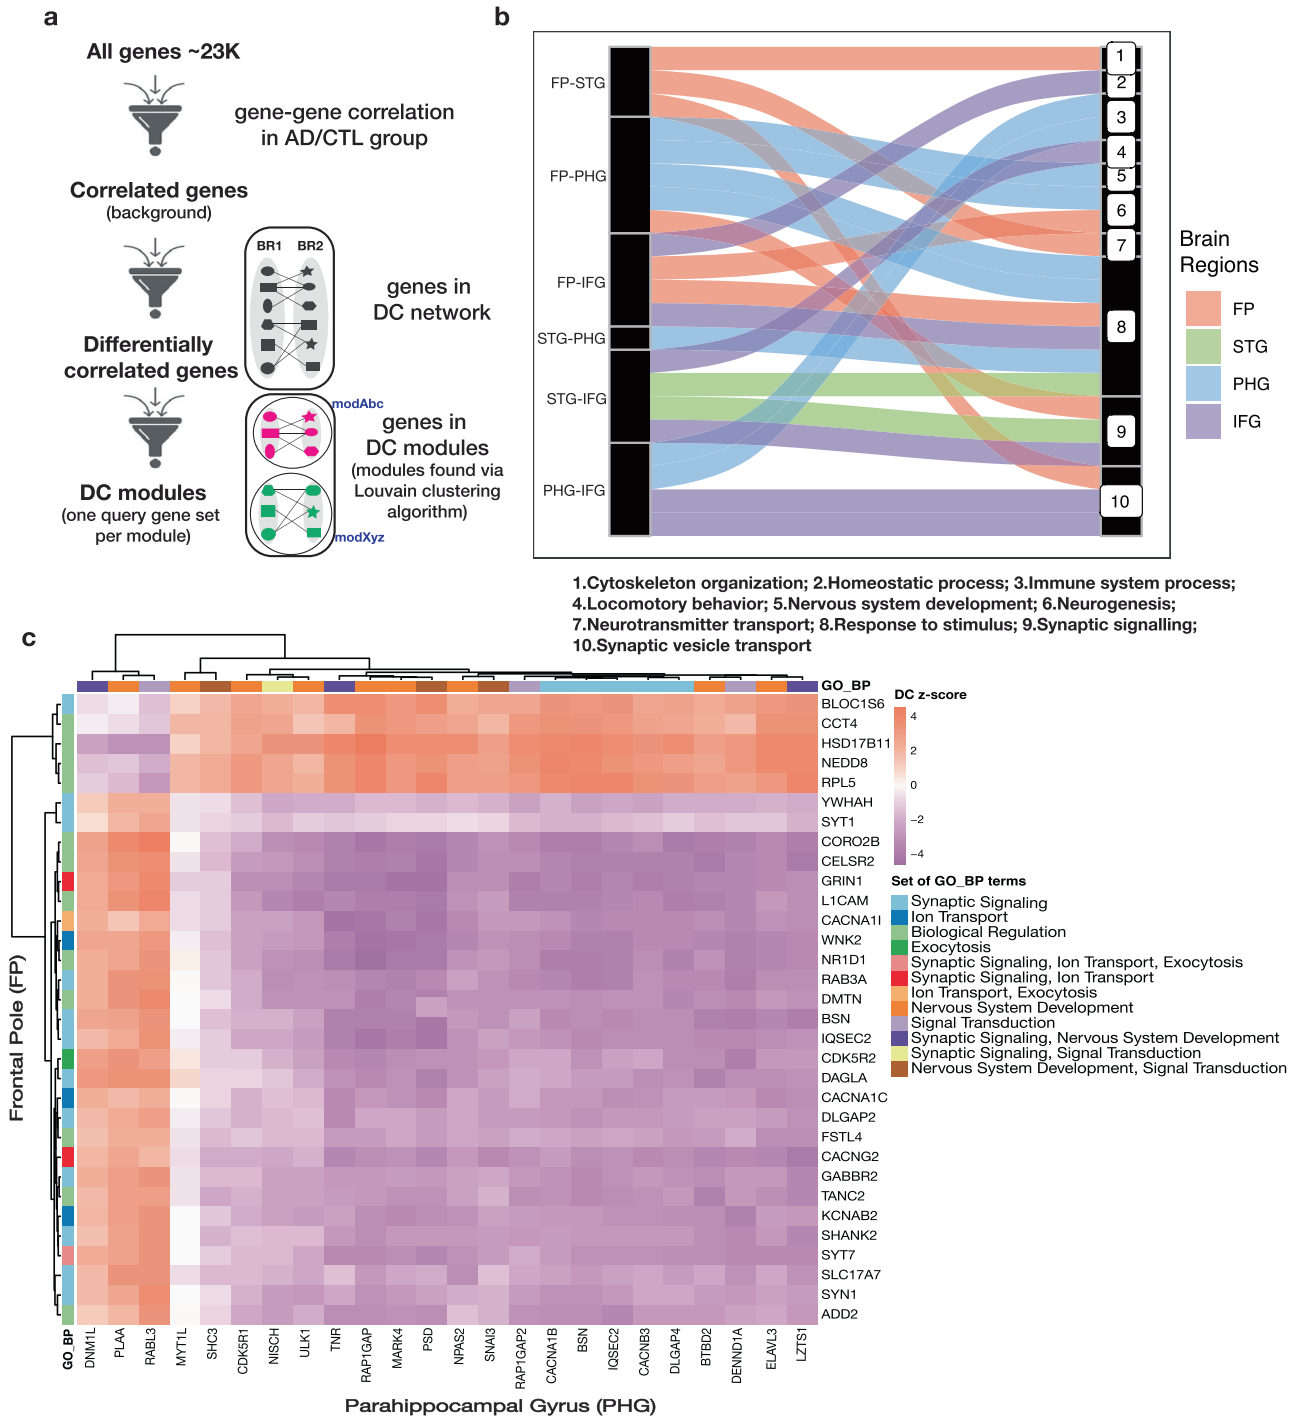 a
All genes ~23K
gene-gene correlation
in AD/CTL group
Correlated genes
(background)
BR1 BR2
genes in
DC network
Differentially
correlated genes
modAbc
genes in
DC modules
(modules found via
Louvain clustering
algorithm)
DC modules
(one query gene set
per module)
modXyz
b
FP-STG
FP-PHG
FP-IFG
STG-PHG
STG-IFG
PHG-IFG
1
2
3
4
5
6
7
8
9
10
Brain
Regions
FP
STG
PHG
IFG
1.Cytoskeleton organization; 2.Homeostatic process; 3.Immune system process;
4.Locomotory behavior; 5.Nervous system development; 6.Neurogenesis;
7.Neurotransmitter transport; 8.Response to stimulus; 9.Synaptic signalling;
10.Synaptic vesicle transport
c
GO_BP
BLOC1S6
CCT4
HSD17B11
NEDD8
RPL5
YWHAH
SYT1
CORO2B
CELSR2
GRIN1
L1CAM
CACNA1I
WNK2
NR1D1
RAB3A
DMTN
BSN
IQSEC2
CDK5R2
DAGLA
CACNA1C
DLGAP2
FSTL4
CACNG2
GABBR2
TANC2
KCNAB2
SHANK2
SYT7
SLC17A7
SYN1
ADD2
Frontal Pole (FP)
GO_BP
DNM1L
PLAA
RABL3
MYT1L
SHC3
CDK5R1
NISCH
ULK1
TNR
RAP1GAP
MARK4
PSD
NPAS2
SNAI3
RAP1GAP2
CACNA1B
BSN
IQSEC2
CACNB3
DLGAP4
BTBD2
DENND1A
ELAVL3
LZTS1
Parahippocampal Gyrus (PHG)
DC z-score
4
2
0
−2
−4
Set of GO_BP terms
Synaptic Signaling
Ion Transport
Biological Regulation
Exocytosis
Synaptic Signaling, Ion Transport, Exocytosis
Synaptic Signaling, Ion Transport
Ion Transport, Exocytosis
Nervous System Development
Signal Transduction
Synaptic Signaling, Nervous System Development
Synaptic Signaling, Signal Transduction
Nervous System Development, Signal Transduction